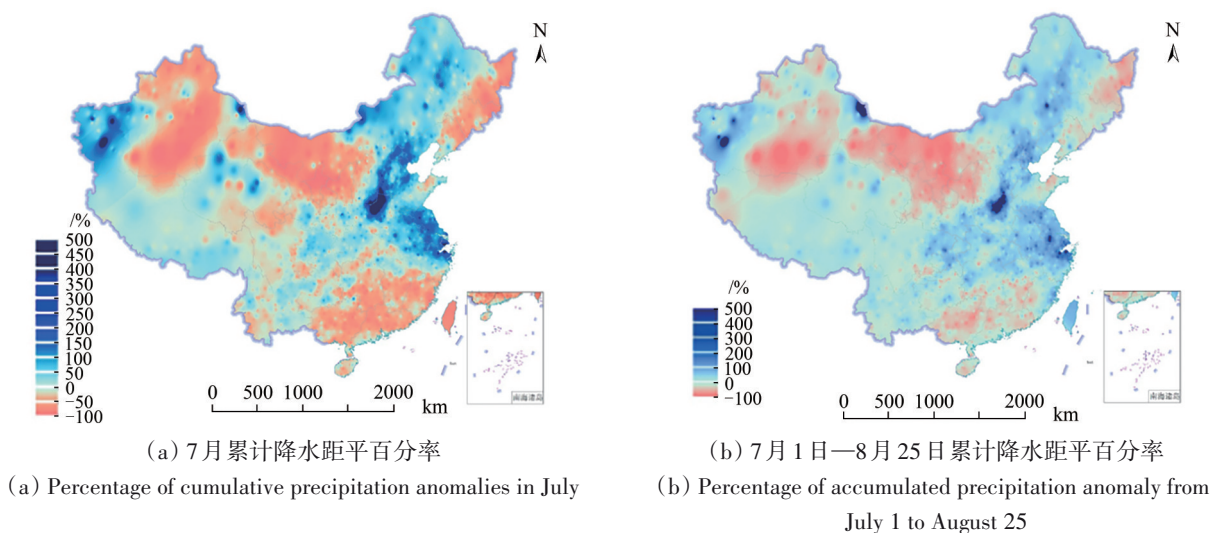 N
/%
500
450
400
350
300
250
200
150
100
50
0
−50
−100
0 500 1000 2000
km
南海诸岛
(a) 7月累计降水距平百分率
(a) Percentage of cumulative precipitation anomalies in July
N
/%
500
400
300
200
100
0
−100
0 500 1000 2000
km
南海诸岛
(b) 7月1日—8月25日累计降水距平百分率
(b) Percentage of accumulated precipitation anomaly from
July 1 to August 25